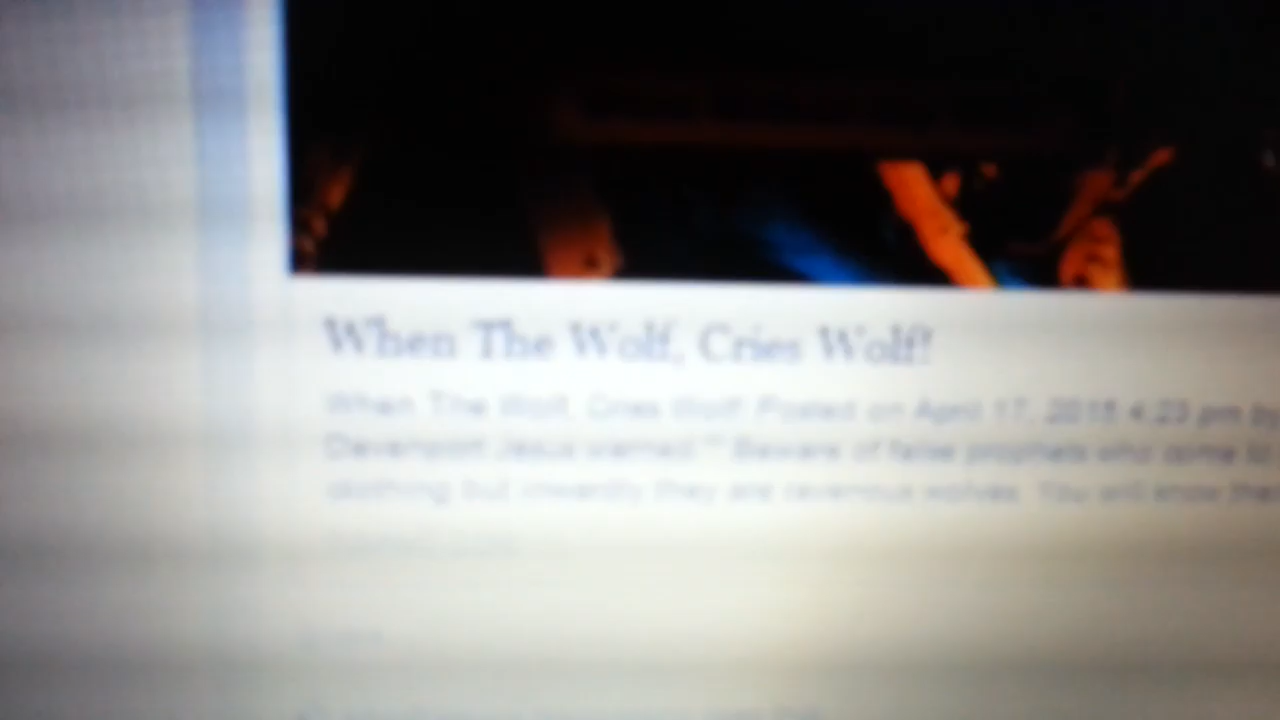 When The Wolf, Cries Wolf!
When The Wolf, Cries Wolf! Posted on April 17, 2015 4:23 pm by
Devenport Jesus warned:" Beware of false prophets who come to
clothing but inwardly they are ravenous wolves. You will know